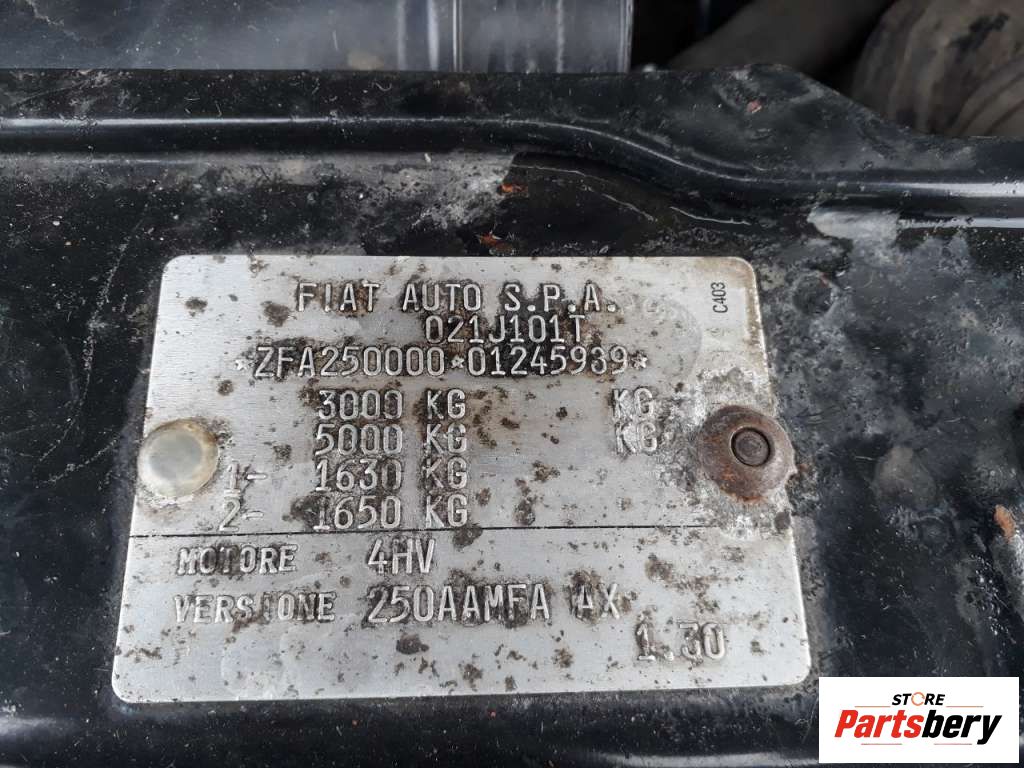 FIAT AUTO S.P.A.
C403
021J101T
*ZFA250000*01245939*
3000 KG KG
5000 KG KG
1- 1630 KG
2- 1650 KG
MOTORE 4HV
VERSIONE 250AAMFA AX
1.30
STORE
Partsbery